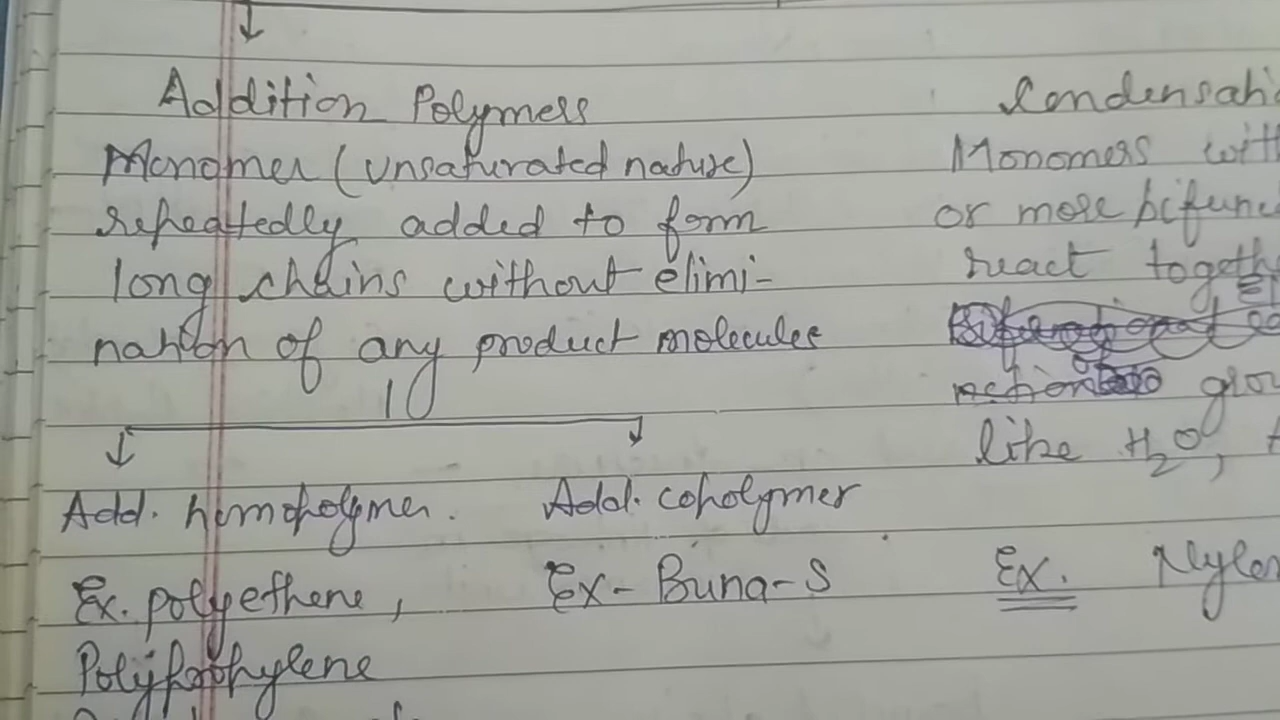 Addition Polymers
Monomer (unsaturated nature)
repeatedly added to form
long chains without elimi-
nation of any product molecules
Add. homopolymer.
Add. copolymer
Ex. polyethene,
Ex- Buna-S
Polypropylene
Condensati
Monomers with
or more bifunc
react togeth
like H₂O,
Ex. Nylon